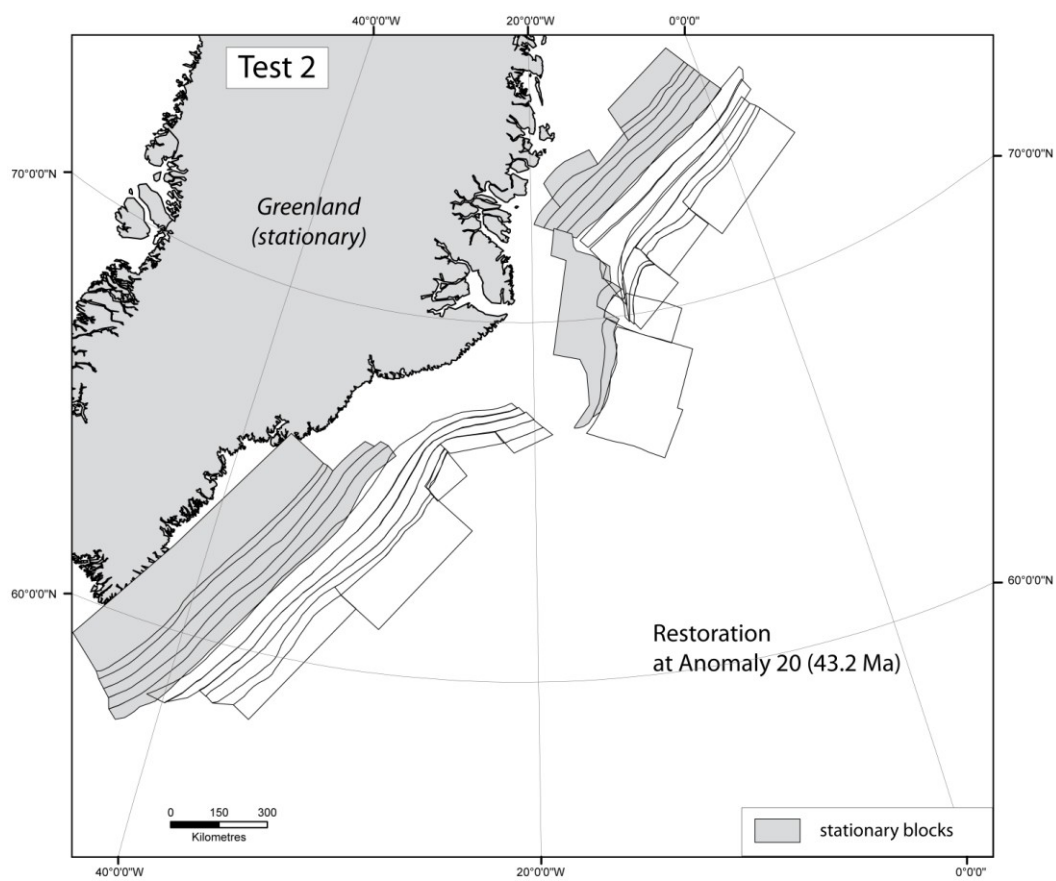 40°0'0"W 20°0'0"W 0°0'0"
Test 2
70°0'0"N 70°0'0"N
Greenland
(stationary)
60°0'0"N 60°0'0"N
Restoration
at Anomaly 20 (43.2 Ma)
0 150 300
Kilometres
stationary blocks
40°0'0"W 20°0'0"W 0°0'0"